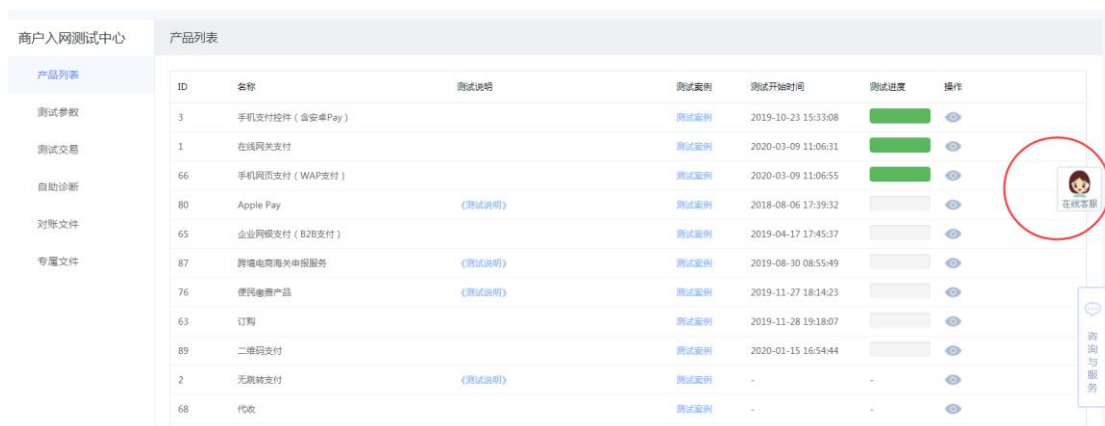 商户入网测试中心
产品列表
产品列表
测试参数
测试交易
自助诊断
对账文件
专属文件
ID 名称 测试说明 测试案例 测试开始时间 测试进度 操作
3 手机支付控件（含安卓Pay） 测试案例 2019-10-23 15:33:08
1 在线网关支付 测试案例 2020-03-09 11:06:31
66 手机网页支付（WAP支付） 测试案例 2020-03-09 11:06:55
80 Apple Pay 《测试说明》 测试案例 2018-08-06 17:39:32
65 企业网银支付（B2B支付） 测试案例 2019-04-17 17:45:37
87 跨境电商海关申报服务 《测试说明》 测试案例 2019-08-30 08:55:49
76 便民缴费产品 《测试说明》 测试案例 2019-11-27 18:14:23
63 订购 测试案例 2019-11-28 19:18:07
89 二维码支付 测试案例 2020-01-15 16:54:44
2 无跳转支付 《测试说明》 测试案例 - -
68 代收 测试案例 - -
在线客服
咨询与服务